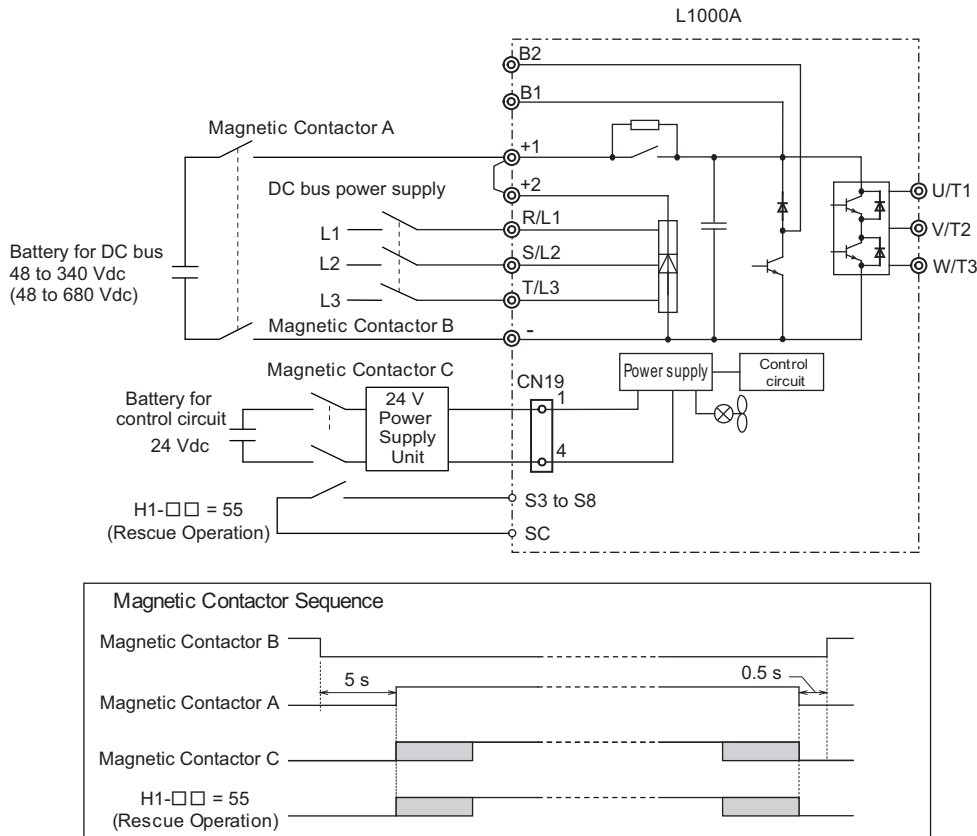 L1000A
B2
B1
Magnetic Contactor A
+1
+2
DC bus power supply
R/L1
L1
S/L2
L2
T/L3
L3
Battery for DC bus
48 to 340 Vdc
(48 to 680 Vdc)
U/T1
V/T2
W/T3
Magnetic Contactor B
-
Magnetic Contactor C
CN19
Power supply
Control
circuit
Battery for
control circuit
24 Vdc
24 V
Power
Supply
Unit
1
4
H1-□□ = 55
(Rescue Operation)
S3 to S8
SC
Magnetic Contactor Sequence
Magnetic Contactor B
5 s
0.5 s
Magnetic Contactor A
Magnetic Contactor C
H1-□□ = 55
(Rescue Operation)